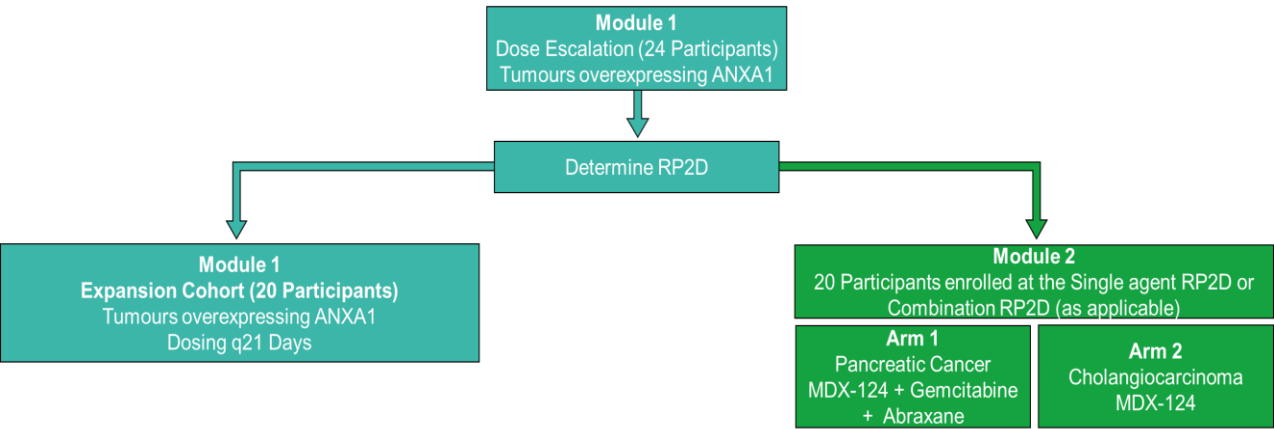 Module 1
Dose Escalation (24 Participants)
Tumours overexpressing ANXA1
Determine RP2D
Module 1
Expansion Cohort (20 Participants)
Tumours overexpressing ANXA1
Dosing q21 Days
Module 2
20 Participants enrolled at the Single agent RP2D or
Combination RP2D (as applicable)
Arm 1
Pancreatic Cancer
MDX-124 + Gemcitabine
+ Abraxane
Arm 2
Cholangiocarcinoma
MDX-124